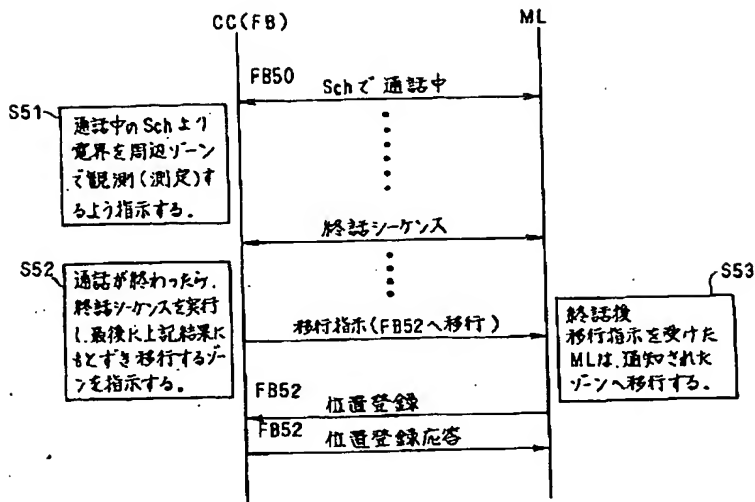 CC(FB)
ML
FB50
Schで通話中
S51
通話中のSchより
電界を周辺ゾーン
で観測(測定)す
るよう指示する。
終話シーケンス
S52
通話が終わったら、
終話シーケンスを実行
し、最後に上記結果に
もとずき移行するゾー
ンを指示する。
移行指示(FB52へ移行)
S53
終話後
移行指示を受けた
MLは、通知された
ゾーンへ移行する。
FB52
位置登録
FB52
位置登録応答